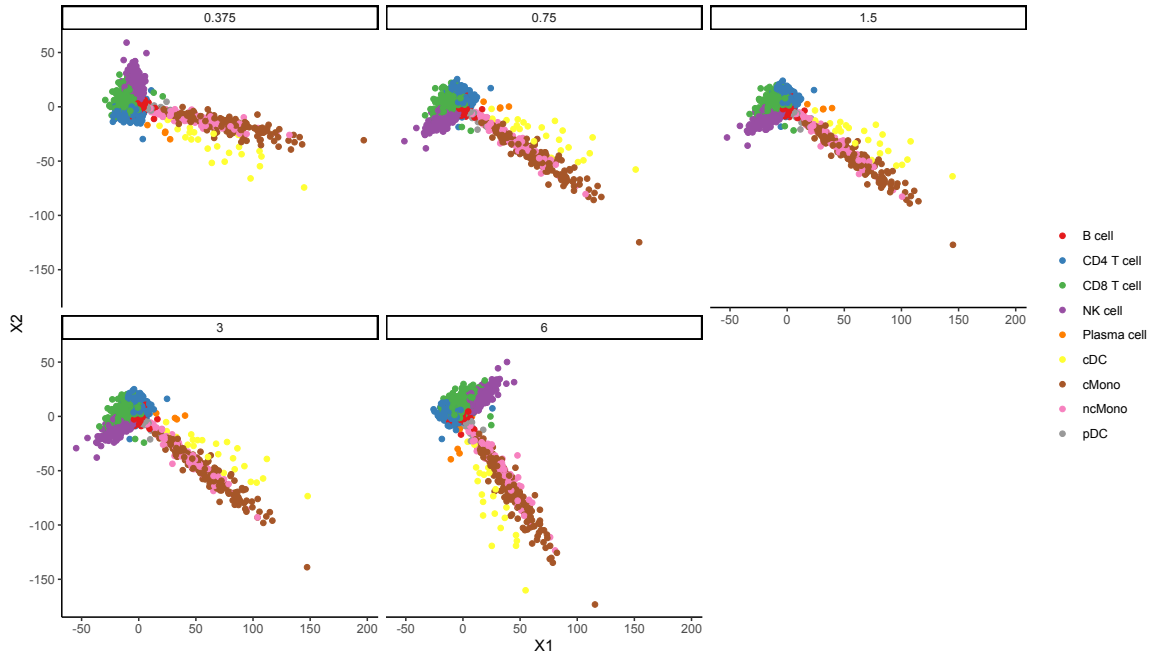 0.375 0.75 1.5
50
0
-50
-100
-150
-50 0 50 100 150 200
3 6
50
0
-50
-100
-150
-50 0 50 100 150 200 -50 0 50 100 150 200
X2
X1
B cell
CD4 T cell
CD8 T cell
NK cell
Plasma cell
cDC
cMono
ncMono
pDC